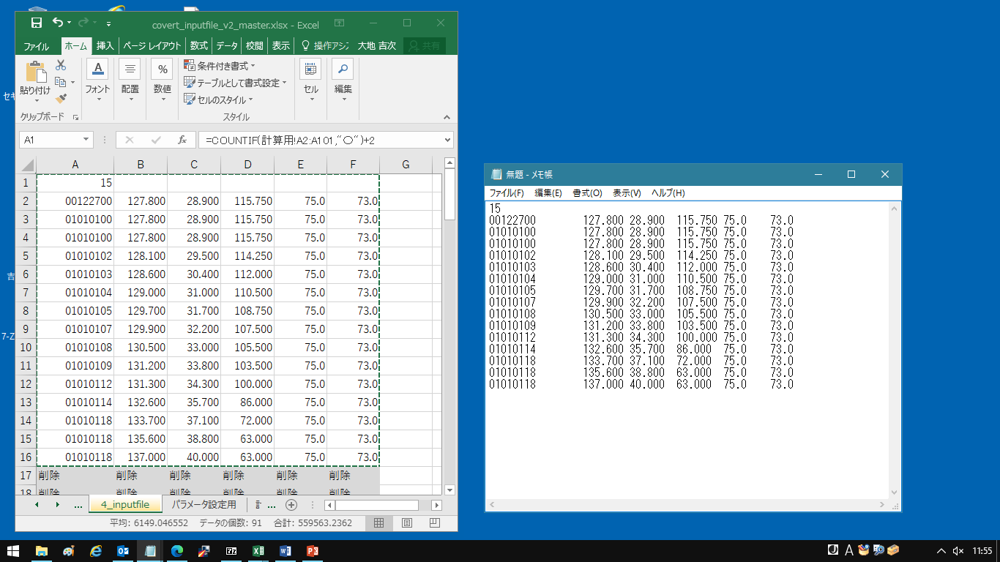 covert_inputfile_v2_master.xlsx - Excel
ファイル ホーム 挿入 ページ レイアウト 数式 データ 校閲 表示 操作アシ 大地 吉次 共有
貼り付け フォント 配置 数値 条件付き書式 テーブルとして書式設定 セルのスタイル セル 編集
クリップボード スタイル
A1 fx =COUNTIF(計算用!A2:A101,"〇")+2
A B C D E F G
1 15
2 00122700 127.800 28.900 115.750 75.0 73.0
3 01010100 127.800 28.900 115.750 75.0 73.0
4 01010100 127.800 28.900 115.750 75.0 73.0
5 01010102 128.100 29.500 114.250 75.0 73.0
6 01010103 128.600 30.400 112.000 75.0 73.0
7 01010104 129.000 31.000 110.500 75.0 73.0
8 01010105 129.700 31.700 108.750 75.0 73.0
9 01010107 129.900 32.200 107.500 75.0 73.0
10 01010108 130.500 33.000 105.500 75.0 73.0
11 01010109 131.200 33.800 103.500 75.0 73.0
12 01010112 131.300 34.300 100.000 75.0 73.0
13 01010114 132.600 35.700 86.000 75.0 73.0
14 01010118 133.700 37.100 72.000 75.0 73.0
15 01010118 135.600 38.800 63.000 75.0 73.0
16 01010118 137.000 40.000 63.000 75.0 73.0
17 削除 削除 削除 削除 削除 削除
18 削除 削除 削除 削除 削除 削除
... 4_inputfile パラメータ設定用 ...
平均: 6149.046552 データの個数: 91 合計: 559563.2362
セキ
吉
7-Z
無題 - メモ帳
ファイル(F) 編集(E) 書式(O) 表示(V) ヘルプ(H)
15
00122700 127.800 28.900 115.750 75.0 73.0
01010100 127.800 28.900 115.750 75.0 73.0
01010100 127.800 28.900 115.750 75.0 73.0
01010102 128.100 29.500 114.250 75.0 73.0
01010103 128.600 30.400 112.000 75.0 73.0
01010104 129.000 31.000 110.500 75.0 73.0
01010105 129.700 31.700 108.750 75.0 73.0
01010107 129.900 32.200 107.500 75.0 73.0
01010108 130.500 33.000 105.500 75.0 73.0
01010109 131.200 33.800 103.500 75.0 73.0
01010112 131.300 34.300 100.000 75.0 73.0
01010114 132.600 35.700 86.000 75.0 73.0
01010118 133.700 37.100 72.000 75.0 73.0
01010118 135.600 38.800 63.000 75.0 73.0
01010118 137.000 40.000 63.000 75.0 73.0
J A 11:55